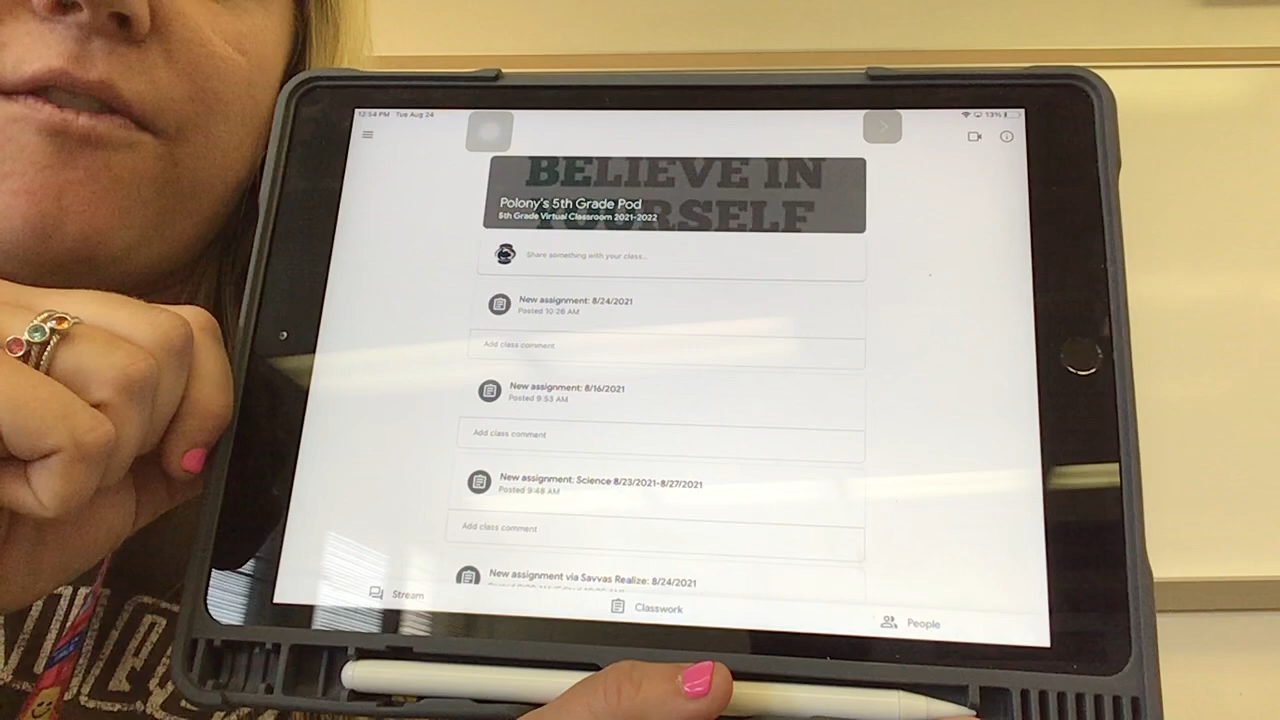 12:54 PM Tue Aug 24
13%
BELIEVE IN
YOURSELF
Polony's 5th Grade Pod
5th Grade Virtual Classroom 2021-2022
Share something with your class...
New assignment: 8/24/2021
Posted 10:26 AM
Add class comment
New assignment: 8/16/2021
Posted 9:53 AM
Add class comment
New assignment: Science 8/23/2021-8/27/2021
Posted 9:48 AM
Add class comment
New assignment via Savvas Realize: 8/24/2021
Stream
Classwork
People